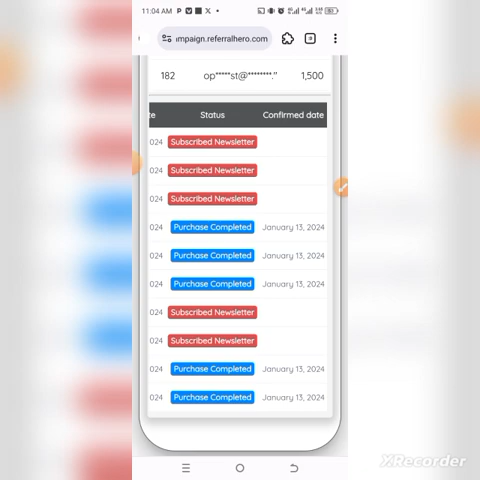 11:04 AM
mpaign.referralhero.com
182 op*****st@********." 1,500
te Status Confirmed date
024 Subscribed Newsletter
024 Subscribed Newsletter
024 Subscribed Newsletter
024 Purchase Completed January 13, 2024
024 Purchase Completed January 13, 2024
024 Purchase Completed January 13, 2024
024 Subscribed Newsletter
024 Subscribed Newsletter
024 Purchase Completed January 13, 2024
024 Purchase Completed January 13, 2024
XRecorder